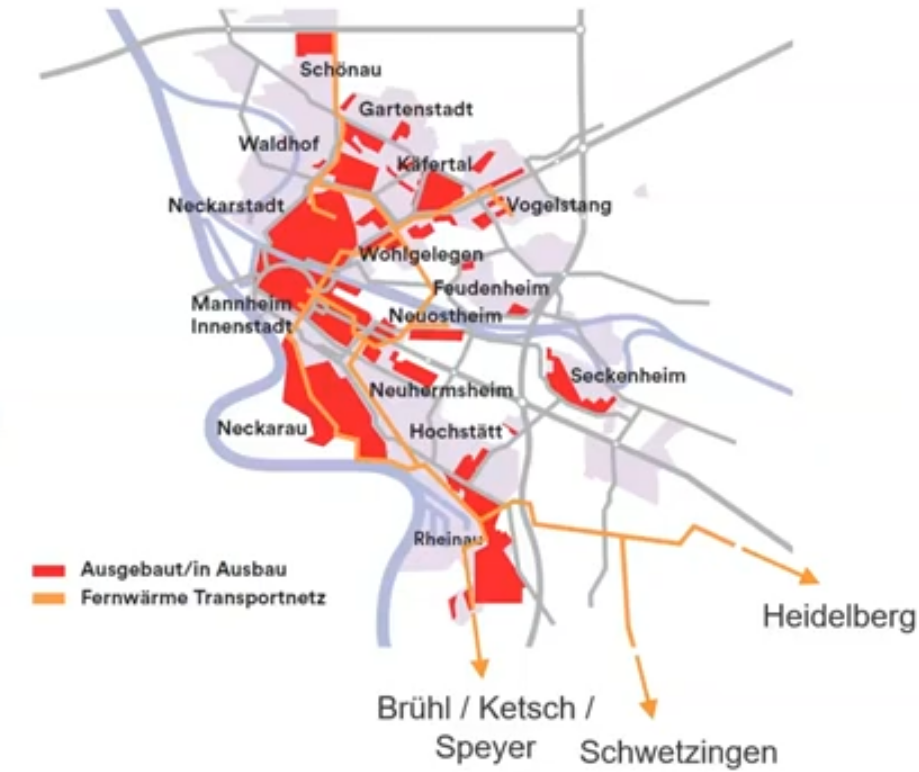 Schönau
Gartenstadt
Waldhof
Käfertal
Neckarstadt
Vogelstang
Wohlgelegen
Feudenheim
Mannheim
Innenstadt
Neuostheim
Seckenheim
Neuhermsheim
Neckarau
Hochstätt
Rheinau
Ausgebaut/in Ausbau
Fernwärme Transportnetz
Heidelberg
Brühl / Ketsch /
Speyer
Schwetzingen